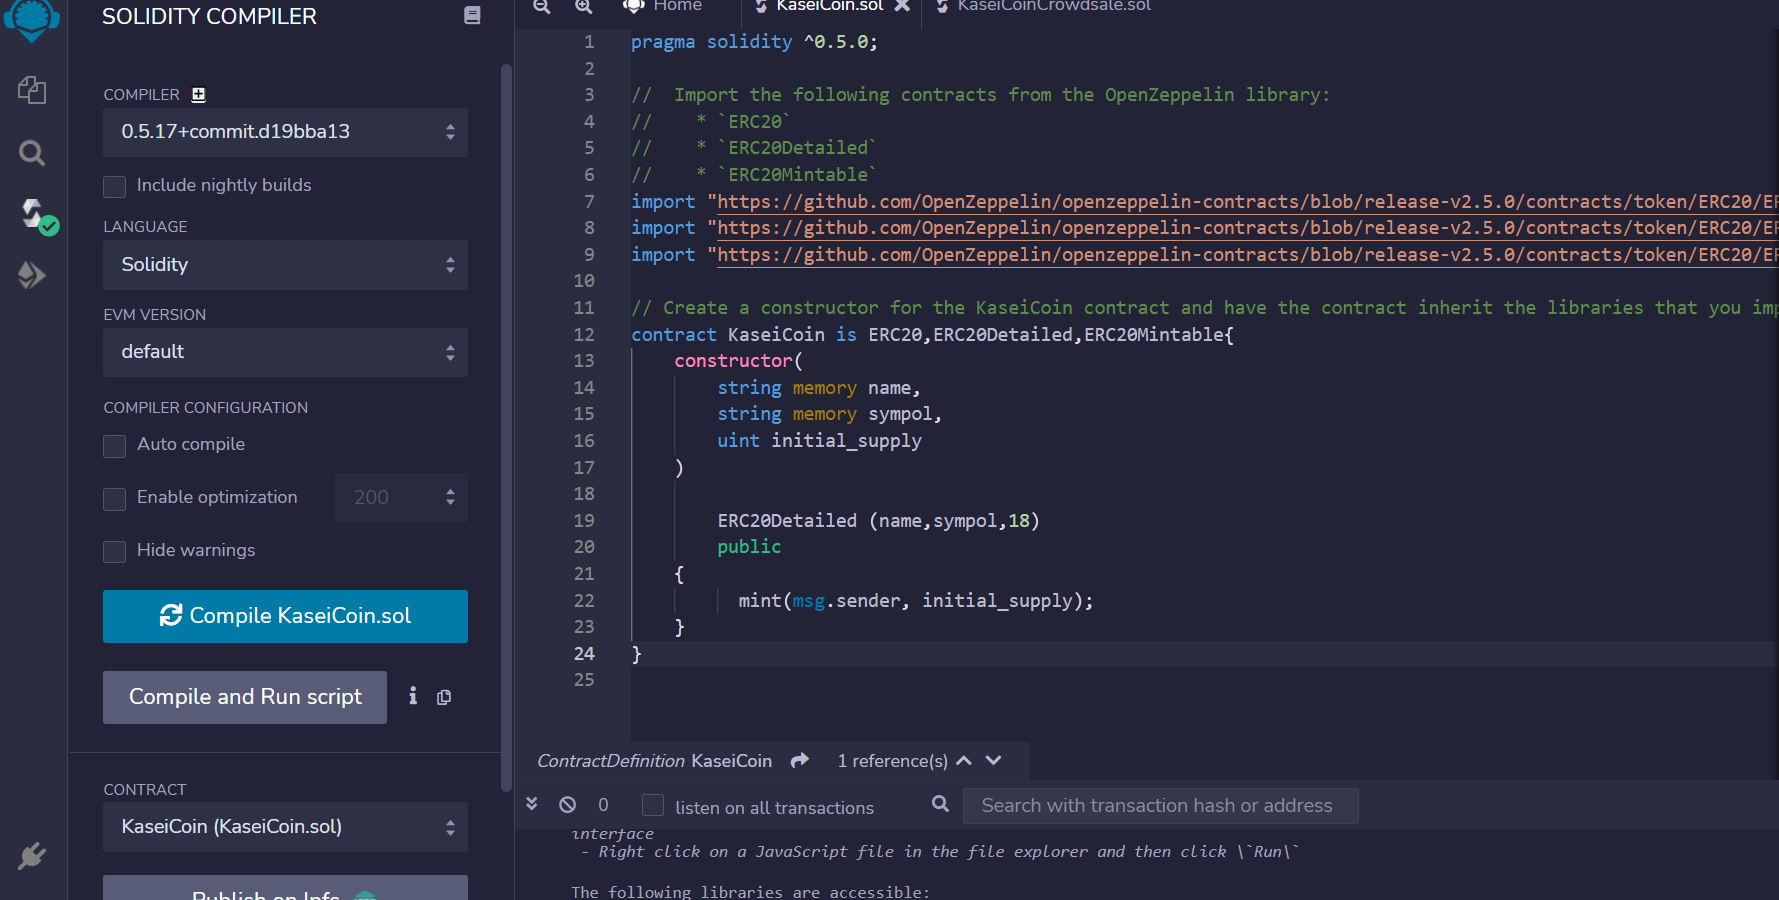 SOLIDITY COMPILER
COMPILER
0.5.17+commit.d19bba13
Include nightly builds
LANGUAGE
Solidity
EVM VERSION
default
COMPILER CONFIGURATION
Auto compile
Enable optimization
200
Hide warnings
Compile KaseiCoin.sol
Compile and Run script
CONTRACT
KaseiCoin (KaseiCoin.sol)
Publish on Ipfs
Home
KaseiCoin.sol
KaseiCoinCrowdsale.sol
1 pragma solidity ^0.5.0;
2
3 //  Import the following contracts from the OpenZeppelin library:
4 //    * `ERC20`
5 //    * `ERC20Detailed`
6 //    * `ERC20Mintable`
7 import "https://github.com/OpenZeppelin/openzeppelin-contracts/blob/release-v2.5.0/contracts/token/ERC20/E
8 import "https://github.com/OpenZeppelin/openzeppelin-contracts/blob/release-v2.5.0/contracts/token/ERC20/E
9 import "https://github.com/OpenZeppelin/openzeppelin-contracts/blob/release-v2.5.0/contracts/token/ERC20/E
10
11 // Create a constructor for the KaseiCoin contract and have the contract inherit the libraries that you imp
12 contract KaseiCoin is ERC20,ERC20Detailed,ERC20Mintable{
13     constructor(
14         string memory name,
15         string memory sympol,
16         uint initial_supply
17     )
18
19         ERC20Detailed (name,sympol,18)
20         public
21     {
22           mint(msg.sender, initial_supply);
23     }
24 }
25
ContractDefinition KaseiCoin 1 reference(s)
0 listen on all transactions Search with transaction hash or address
interface
- Right click on a JavaScript file in the file explorer and then click \`Run\`
The following libraries are accessible: